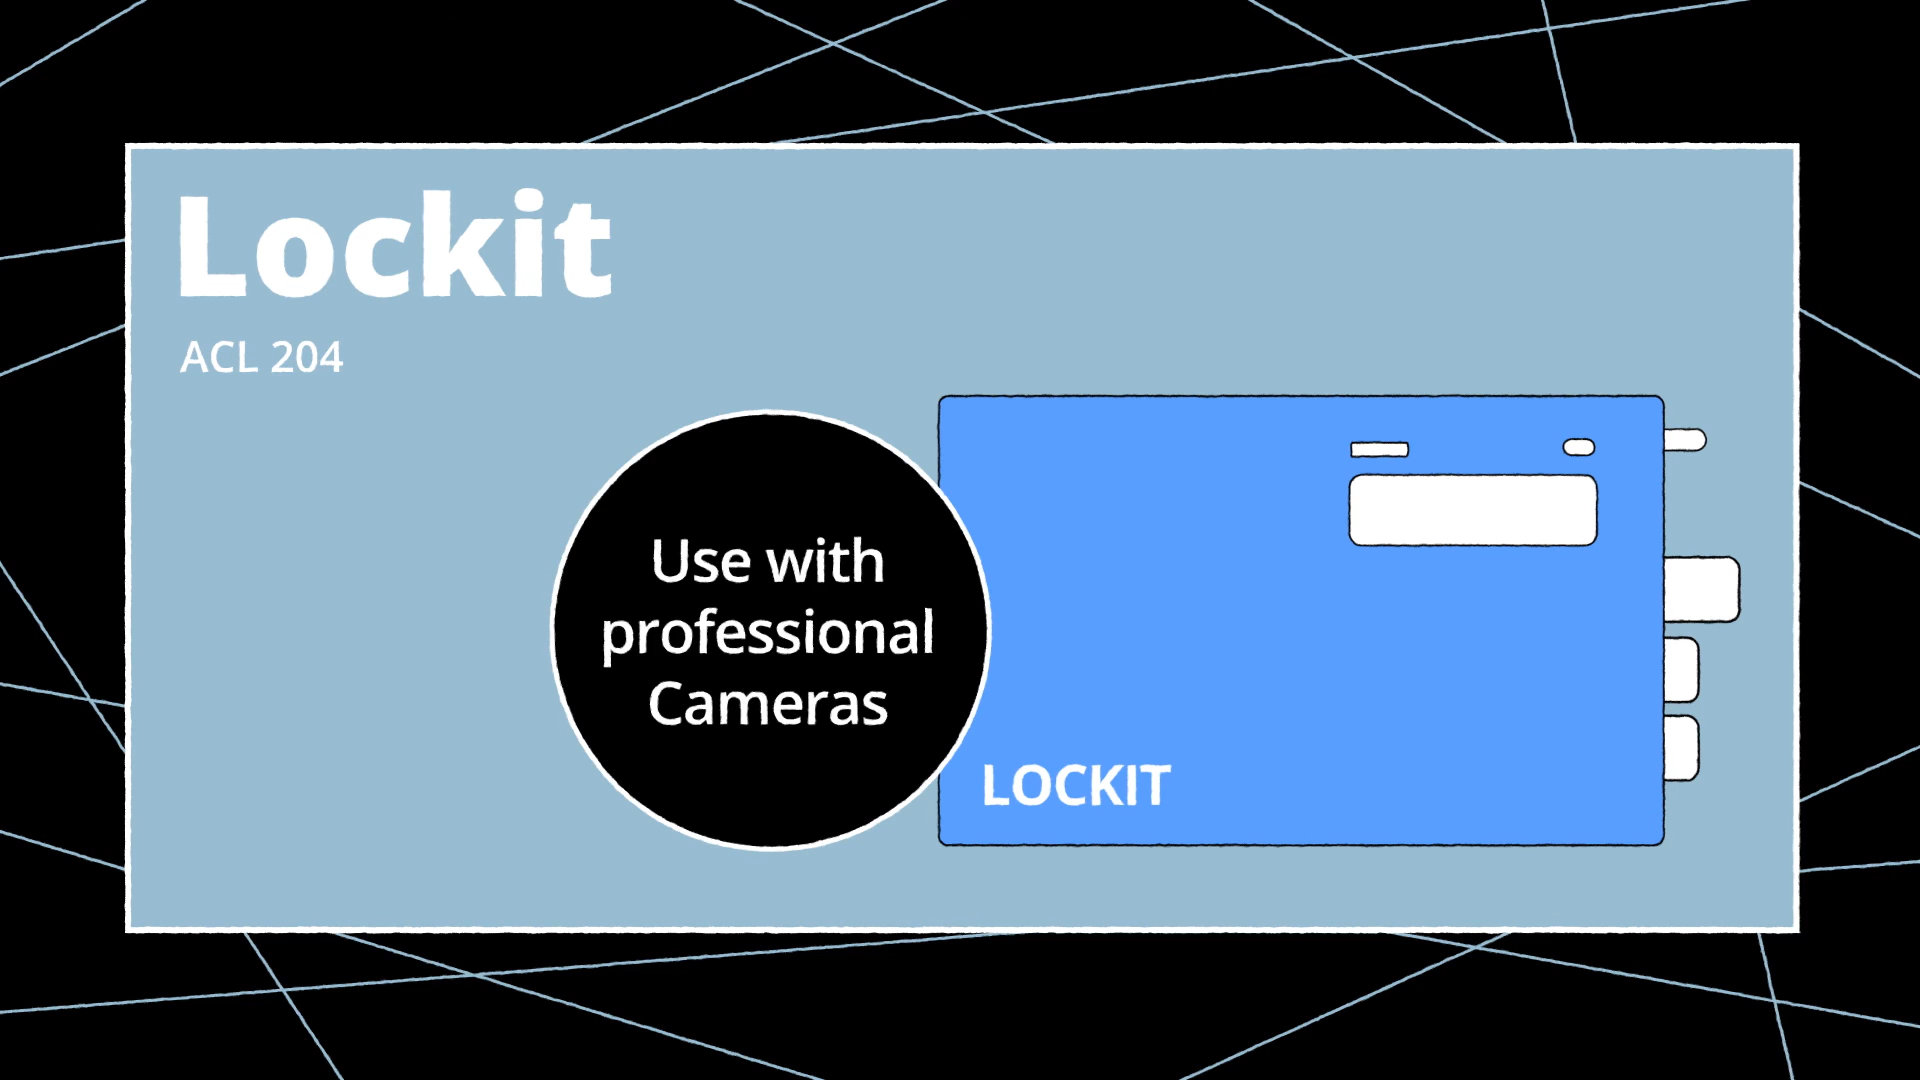 Lockit
ACL 204
Use with
professional
Cameras
LOCKIT